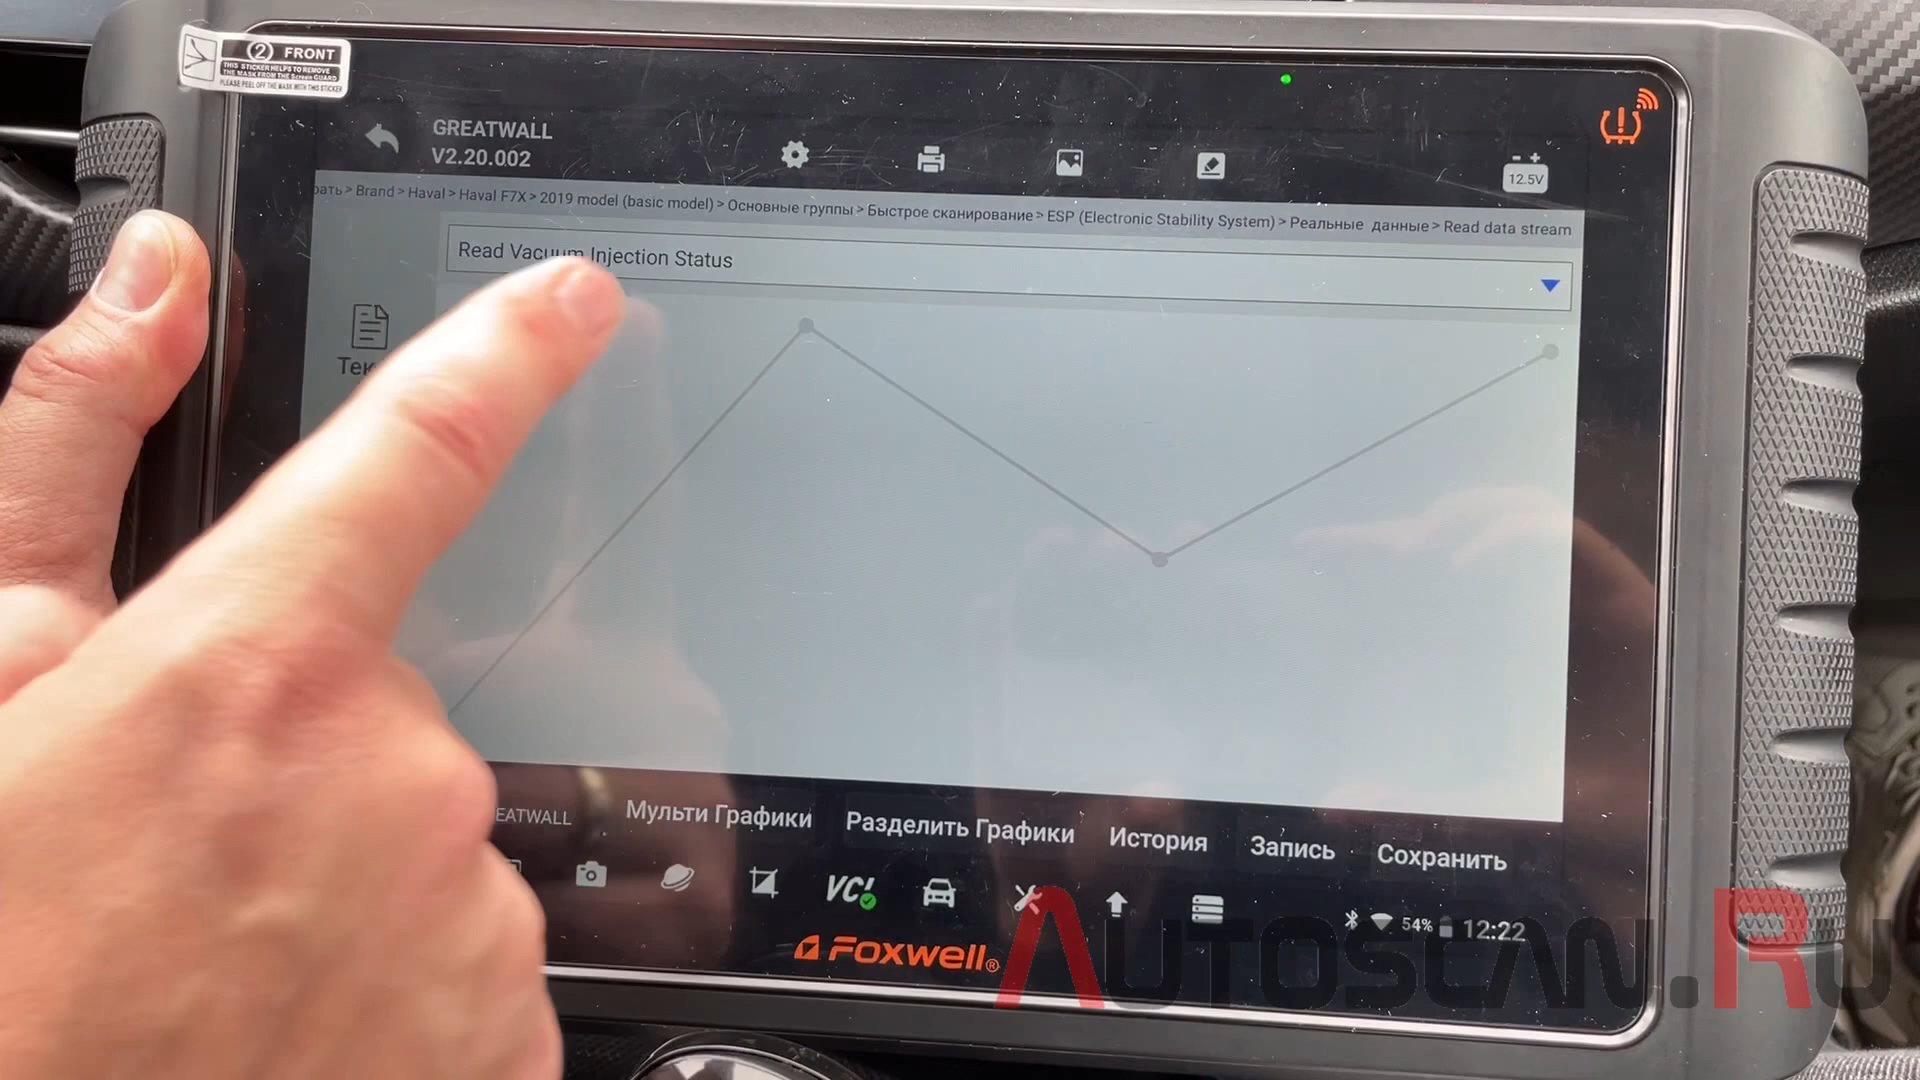 2 FRONT
THIS STICKER HELPS TO REMOVE
THE MASK FROM THE Screen GUARD
PLEASE PEEL OFF THE MASK WITH THIS STICKER
GREATWALL
V2.20.002
12.5V
рать > Brand > Haval > Haval F7X > 2019 model (basic model) > Основные группы > Быстрое сканирование > ESP (Electronic Stability System) > Реальные данные > Read data stream
Read Vacuum Injection Status
EATWALL
Мульти Графики
Разделить Графики
История
Запись
Сохранить
VCI
54% 12:22
Foxwell®
AUTOSCAN.RU